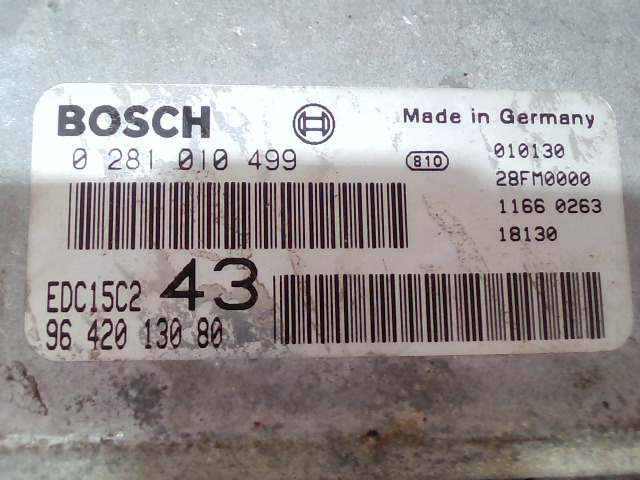 BOSCH
Made in Germany
0 281 010 499
810
010130
28FM0000
1166 0263
18130
EDC15C2
43
96 420 130 80